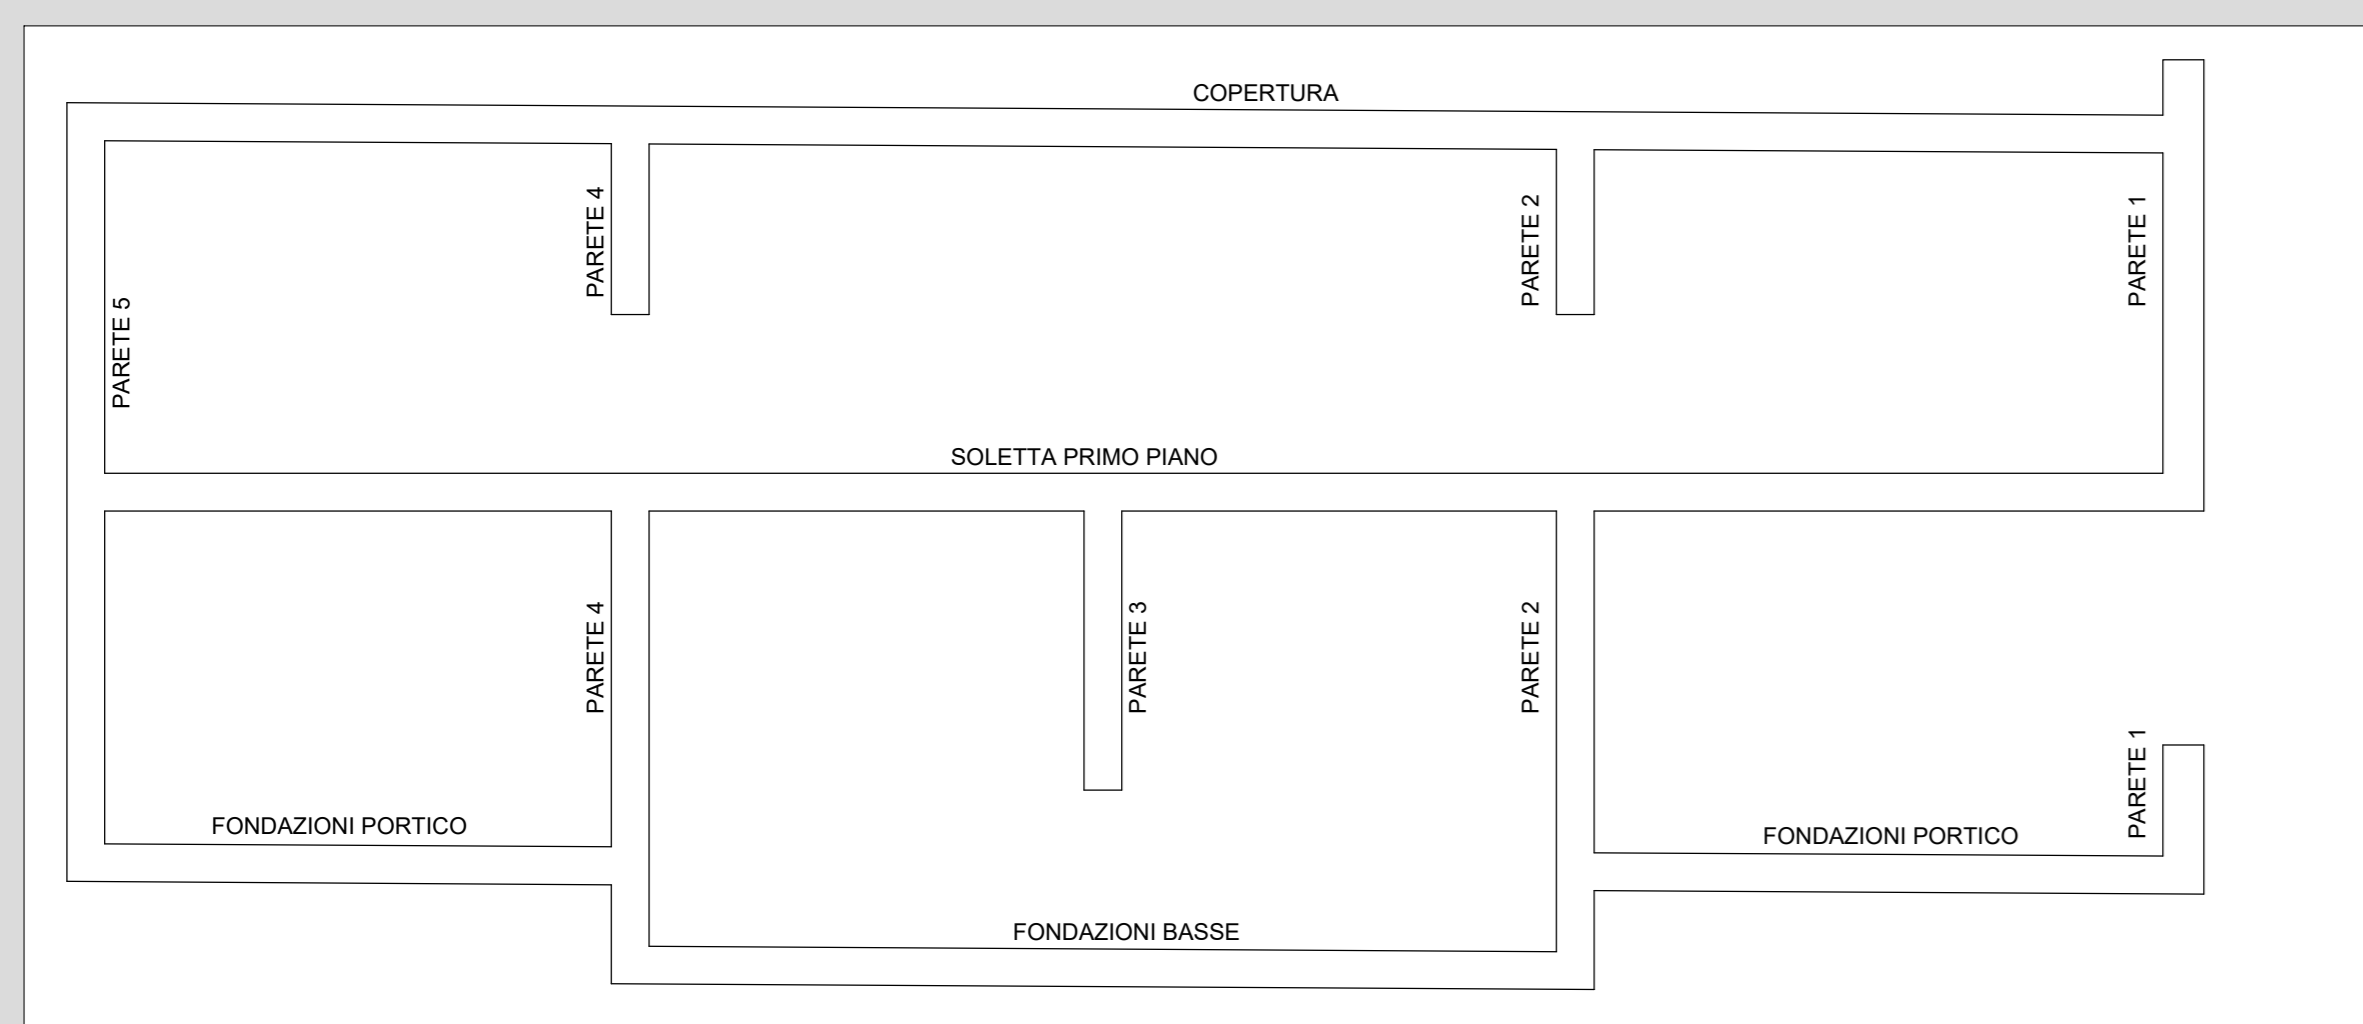 COPERTURA
PARETE 4
PARETE 2
PARETE 1
PARETE 5
SOLETTA PRIMO PIANO
PARETE 4
PARETE 3
PARETE 2
PARETE 1
FONDAZIONI PORTICO
FONDAZIONI PORTICO
FONDAZIONI BASSE